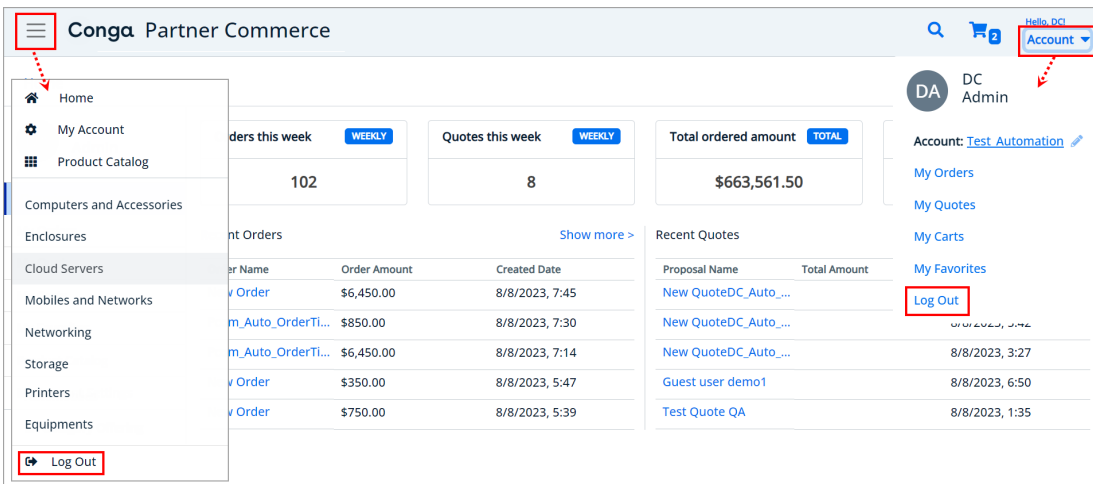 Conga Partner Commerce
2
Hello, DC!
Account
Home
My Account
Product Catalog
Computers and Accessories
Enclosures
Cloud Servers
Mobiles and Networks
Networking
Storage
Printers
Equipments
Log Out
ders this week WEEKLY
102
Quotes this week WEEKLY
8
Total ordered amount TOTAL
$663,561.50
nt Orders Show more >
er Name Order Amount Created Date
v Order $6,450.00 8/8/2023, 7:45
m_Auto_OrderTi... $850.00 8/8/2023, 7:30
m_Auto_OrderTi... $6,450.00 8/8/2023, 7:14
v Order $350.00 8/8/2023, 5:47
v Order $750.00 8/8/2023, 5:39
Recent Quotes
Proposal Name Total Amount
New QuoteDC_Auto_...
New QuoteDC_Auto_... 8/8/2023, 5:42
New QuoteDC_Auto_... 8/8/2023, 3:27
Guest user demo1 8/8/2023, 6:50
Test Quote QA 8/8/2023, 1:35
DA
DC
Admin
Account: Test_Automation
My Orders
My Quotes
My Carts
My Favorites
Log Out